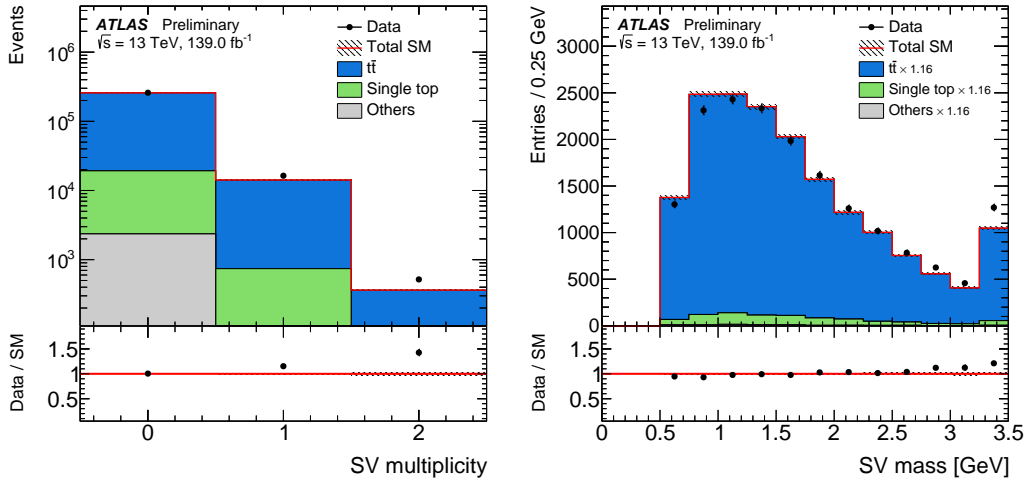 ATLAS Preliminary
√s = 13 TeV, 139.0 fb⁻¹
Data
Total SM
tt̄
Single top
Others
Events
10⁶
10⁵
10⁴
10³
Data / SM
1.5
1
0.5
0 1 2
SV multiplicity
ATLAS Preliminary
√s = 13 TeV, 139.0 fb⁻¹
Data
Total SM
tt̄ × 1.16
Single top × 1.16
Others × 1.16
Entries / 0.25 GeV
3000
2500
2000
1500
1000
500
0
Data / SM
1.5
1
0.5
0 0.5 1 1.5 2 2.5 3 3.5
SV mass [GeV]